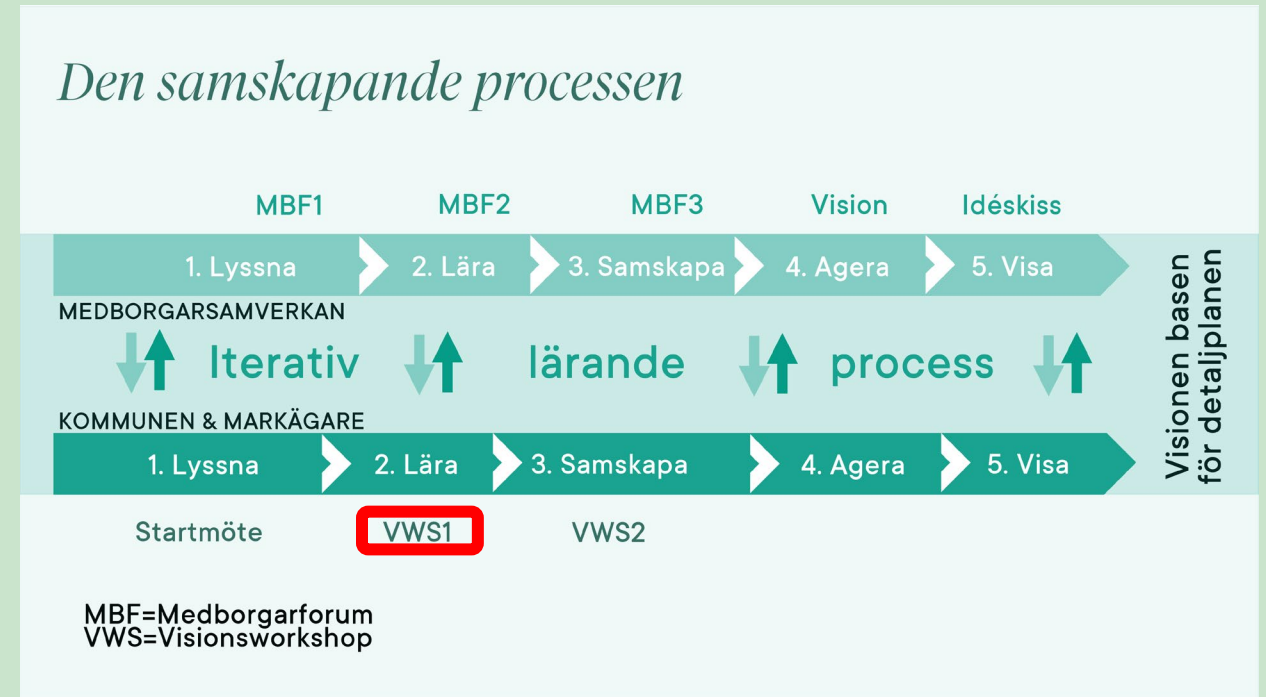 Den samskapande processen
MBF1 MBF2 MBF3 Vision Idéskiss
1. Lyssna 2. Lära 3. Samskapa 4. Agera 5. Visa
MEDBORGARSAMVERKAN
Iterativ lärande process
KOMMUNEN & MARKÄGARE
1. Lyssna 2. Lära 3. Samskapa 4. Agera 5. Visa
Startmöte VWS1 VWS2
Visionen basen
för detaljplanen
MBF=Medborgarforum
VWS=Visionsworkshop